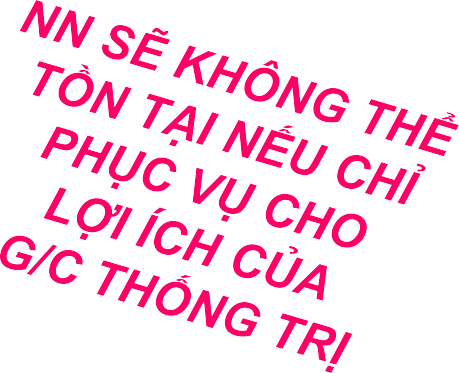 NN SẼ KHÔNG THỂ
TỒN TẠI NẾU CHỈ
PHỤC VỤ CHO
LỢI ÍCH CỦA
G/C THỐNG TRỊ